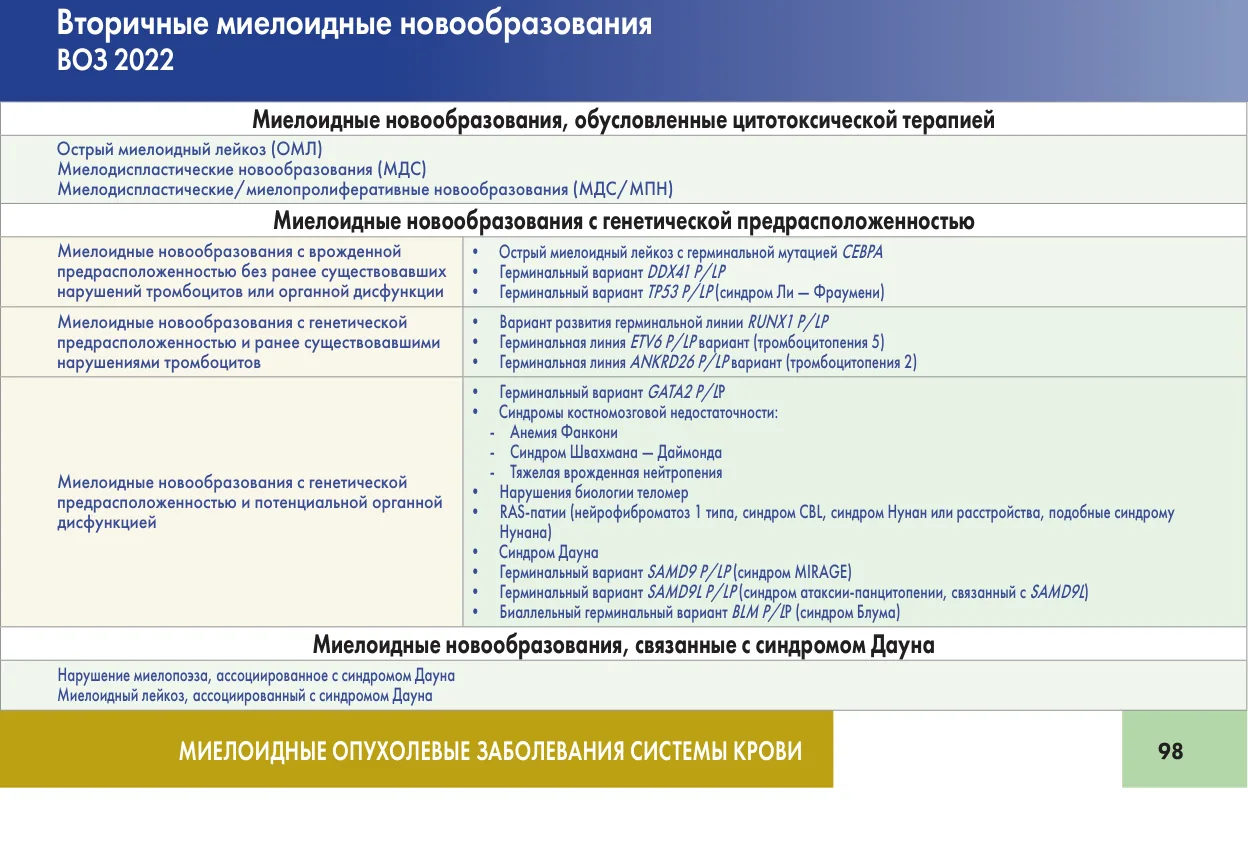 Вторичные миелоидные новообразования
ВОЗ 2022
Миелоидные новообразования, обусловленные цитотоксической терапией
Острый миелоидный лейкоз (ОМЛ)
Миелодиспластические новообразования (МДС)
Миелодиспластические/миелопролиферативные новообразования (МДС/МПН)
Миелоидные новообразования с генетической предрасположенностью
Миелоидные новообразования с врожденной
предрасположенностью без ранее существовавших
нарушений тромбоцитов или органной дисфункции
• Острый миелоидный лейкоз с герминальной мутацией CEBPA
• Герминальный вариант DDX41 P/LP
• Герминальный вариант TP53 P/LP (синдром Ли — Фраумени)
Миелоидные новообразования с генетической
предрасположенностью и ранее существовавшими
нарушениями тромбоцитов
• Вариант развития герминальной линии RUNX1 P/LP
• Герминальная линия ETV6 P/LP вариант (тромбоцитопения 5)
• Герминальная линия ANKRD26 P/LP вариант (тромбоцитопения 2)
Миелоидные новообразования с генетической
предрасположенностью и потенциальной органной
дисфункцией
• Герминальный вариант GATA2 P/LP
• Синдромы костномозговой недостаточности:
- Анемия Фанкони
- Синдром Швахмана — Даймонда
- Тяжелая врожденная нейтропения
• Нарушения биологии теломер
• RAS-патии (нейрофиброматоз 1 типа, синдром CBL, синдром Нунан или расстройства, подобные синдрому
Нунана)
• Синдром Дауна
• Герминальный вариант SAMD9 P/LP (синдром MIRAGE)
• Герминальный вариант SAMD9L P/LP (синдром атаксии-панцитопении, связанный с SAMD9L)
• Биаллельный герминальный вариант BLM P/LP (синдром Блума)
Миелоидные новообразования, связанные с синдромом Дауна
Нарушение миелопоэза, ассоциированное с синдромом Дауна
Миелоидный лейкоз, ассоциированный с синдромом Дауна
МИЕЛОИДНЫЕ ОПУХОЛЕВЫЕ ЗАБОЛЕВАНИЯ СИСТЕМЫ КРОВИ
98